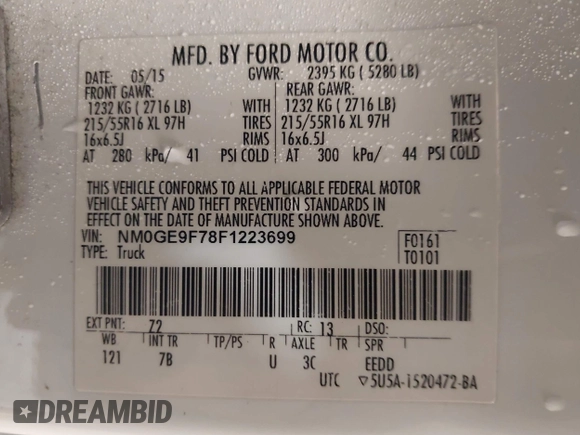 MFD. BY FORD MOTOR CO.
DATE: 05/15 GVWR: 2395 KG ( 5280 LB)
FRONT GAWR: REAR GAWR:
1232 KG ( 2716 LB) WITH 1232 KG ( 2716 LB) WITH
215/55R16 XL 97H TIRES 215/55R16 XL 97H TIRES
16x6.5J RIMS 16x6.5J RIMS
AT 280 kPa/ 41 PSI COLD AT 300 kPa/ 44 PSI COLD
THIS VEHICLE CONFORMS TO ALL APPLICABLE FEDERAL MOTOR
VEHICLE SAFETY AND THEFT PREVENTION STANDARDS IN
EFFECT ON THE DATE OF MANUFACTURE SHOWN ABOVE.
VIN: NM0GE9F78F1223699 F0161
TYPE: Truck T0101
EXT PNT: Z2 RC: 13 DSO:
WB INT TR TP/PS R AXLE TR SPR
121 7B U 3C EEDD
UTC ▽5U5A-1520472-BA
DREAMBID